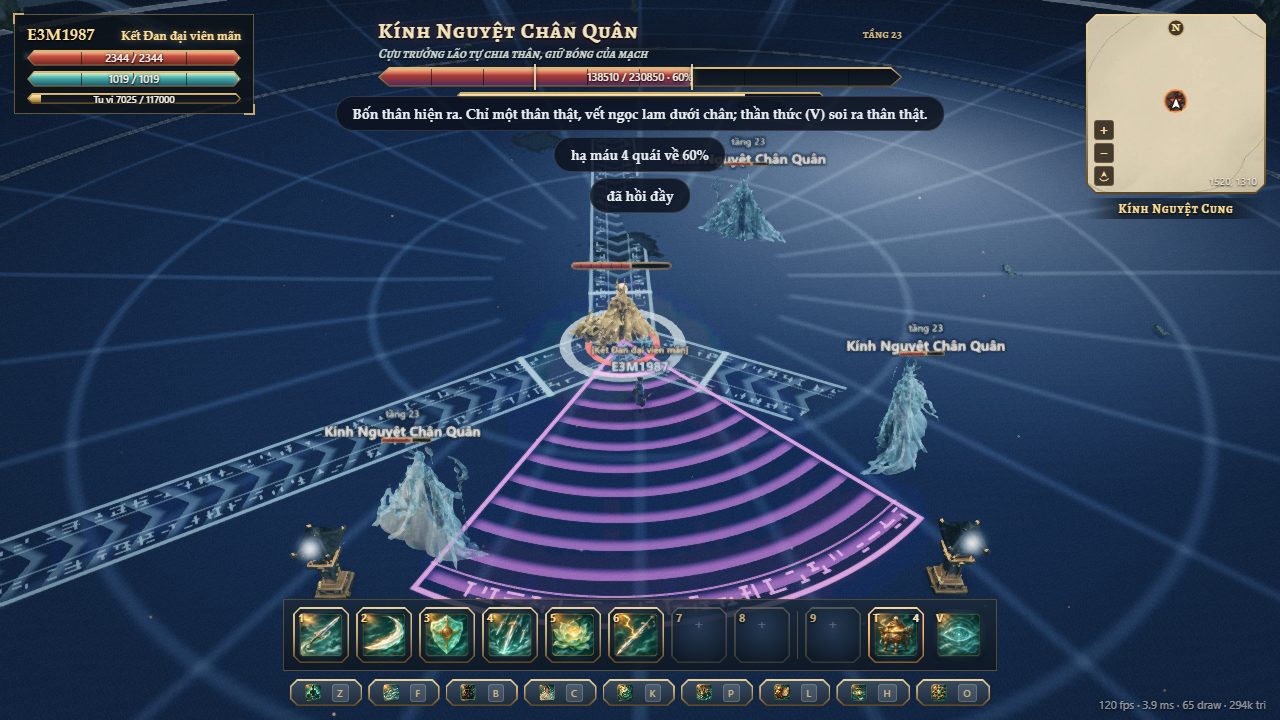 E3M1987 Kết Đan đại viên mãn
2344 / 2344
1019 / 1019
Tu vi 7025 / 117000
Kính Nguyệt Chân Quân
TẦNG 23
Cựu trưởng lão tự chia thân, giữ bóng của mạch
138510 / 230850 · 60%
Bốn thân hiện ra. Chỉ một thân thật, vết ngọc lam dưới chân; thần thức (V) soi ra thân thật.
hạ máu 4 quái về 60%
đã hồi đầy
N
+
−
1520, 1310
Kính Nguyệt Cung
tầng 23
Chân Quân
tầng 23
Kính Nguyệt Chân Quân
[Kết Đan đại viên mãn]
E3M1987
tầng 23
Kính Nguyệt Chân Quân
1 2 3 4 5 6 7 8 9 T 4 V
+ + +
Z F B C K P L H O
120 fps · 3.9 ms · 65 draw · 294k tri